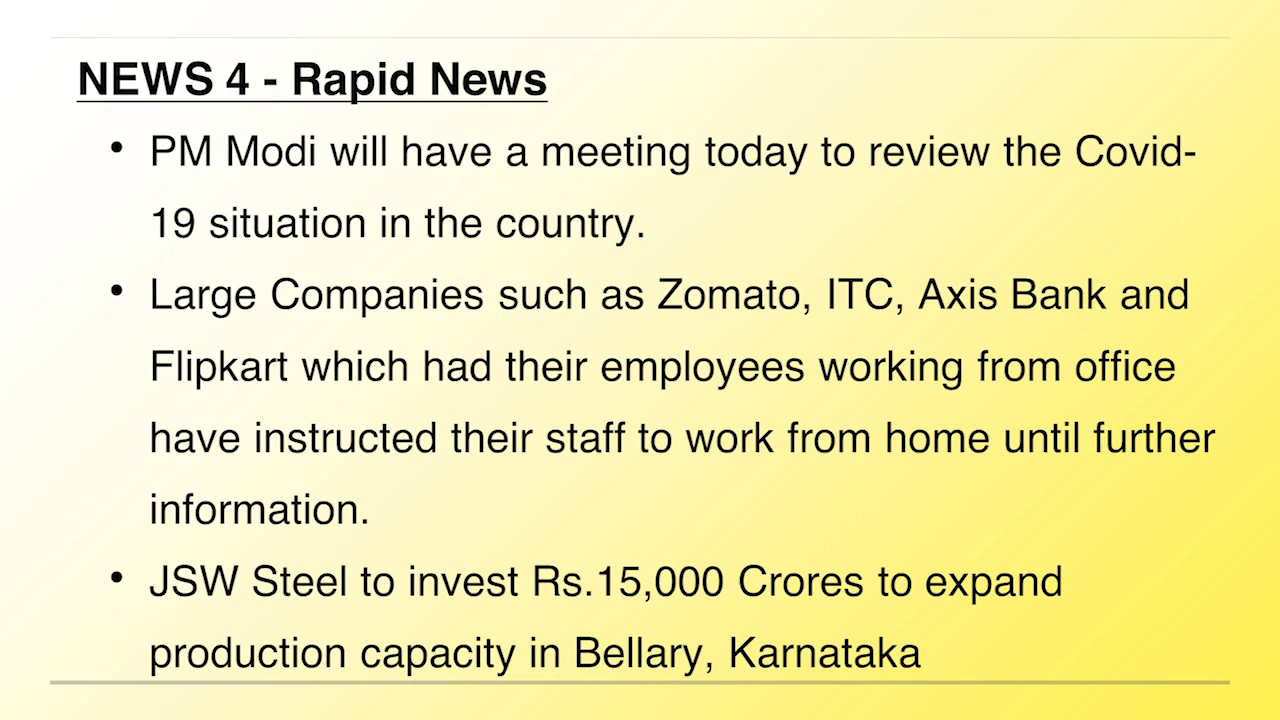 NEWS 4 - Rapid News
• PM Modi will have a meeting today to review the Covid-
19 situation in the country.
• Large Companies such as Zomato, ITC, Axis Bank and
Flipkart which had their employees working from office
have instructed their staff to work from home until further
information.
• JSW Steel to invest Rs.15,000 Crores to expand
production capacity in Bellary, Karnataka